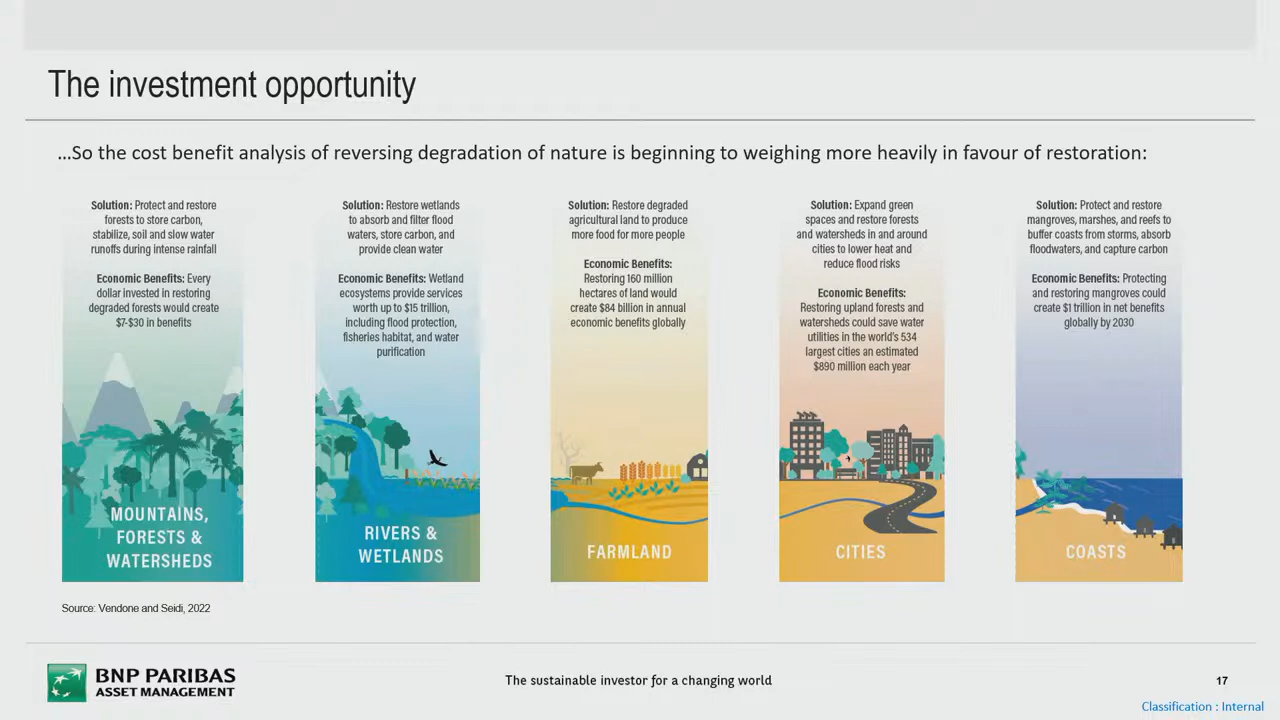 The investment opportunity
...So the cost benefit analysis of reversing degradation of nature is beginning to weighing more heavily in favour of restoration:
Solution: Protect and restore
forests to store carbon,
stabilize, soil and slow water
runoffs during intense rainfall
Economic Benefits: Every
dollar invested in restoring
degraded forests would create
$7-$30 in benefits
MOUNTAINS,
FORESTS &
WATERSHEDS
Solution: Restore wetlands
to absorb and filter flood
waters, store carbon, and
provide clean water
Economic Benefits: Wetland
ecosystems provide services
worth up to $15 trillion,
including flood protection,
fisheries habitat, and water
purification
RIVERS &
WETLANDS
Solution: Restore degraded
agricultural land to produce
more food for more people
Economic Benefits:
Restoring 160 million
hectares of land would
create $84 billion in annual
economic benefits globally
FARMLAND
Solution: Expand green
spaces and restore forests
and watersheds in and around
cities to lower heat and
reduce flood risks
Economic Benefits:
Restoring upland forests and
watersheds could save water
utilities in the world's 534
largest cities an estimated
$890 million each year
CITIES
Solution: Protect and restore
mangroves, marshes, and reefs to
buffer coasts from storms, absorb
floodwaters, and capture carbon
Economic Benefits: Protecting
and restoring mangroves could
create $1 trillion in net benefits
globally by 2030
COASTS
Source: Vendone and Seidi, 2022
BNP PARIBAS
ASSET MANAGEMENT
The sustainable investor for a changing world
17
Classification : Internal